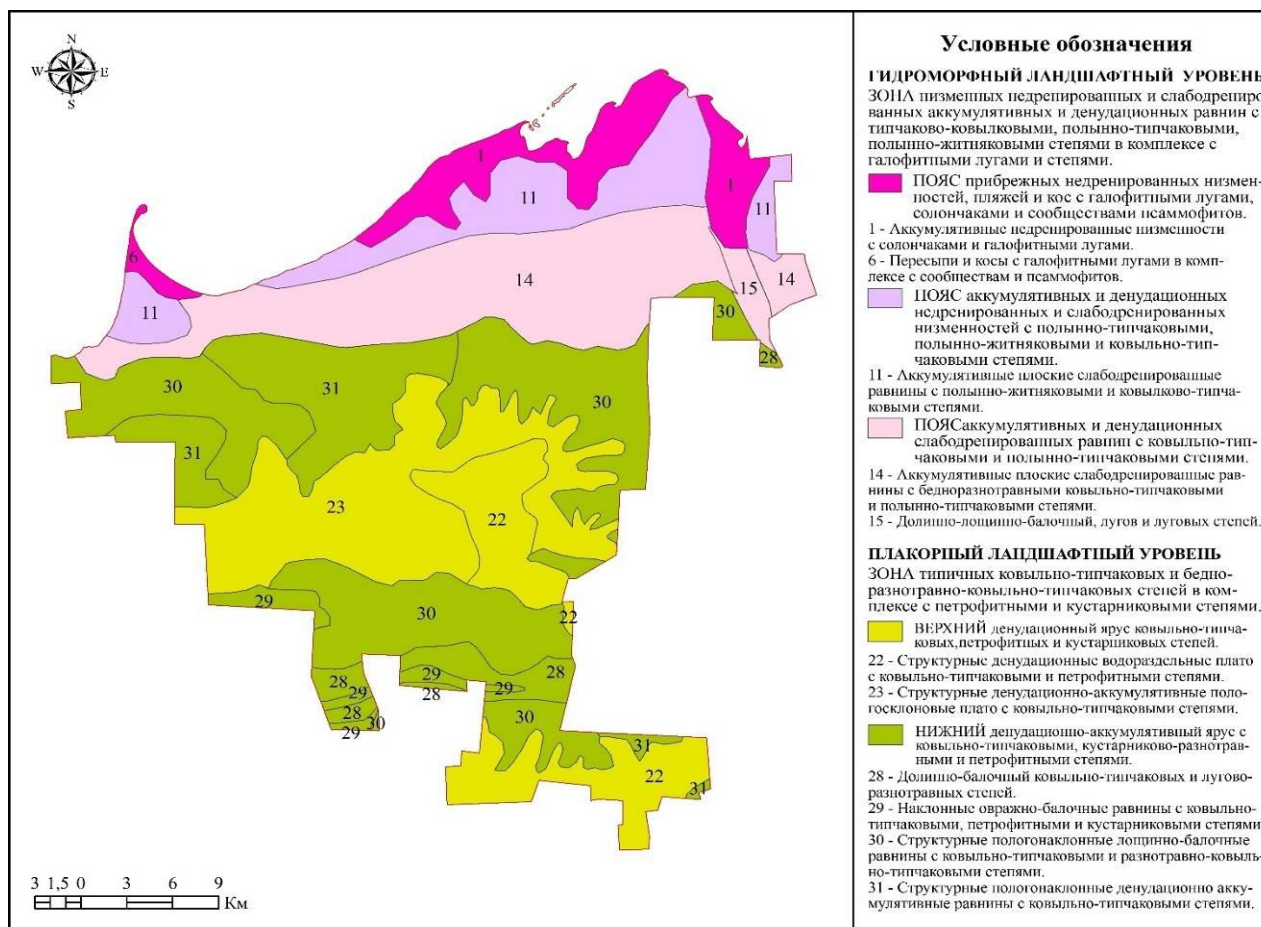 N
W E
S
1
1
11
11
6
11
14
14
15
30
28
30
31
30
31
23
22
29
30
22
28
29
28
29
28
29
28
30
29
30
31
22
31
3 1,5 0 3 6 9
Км
Условные обозначения
ГИДРОМОРФНЫЙ ЛАНДШАФТНЫЙ УРОВЕНЬ
ЗОНА низменных недренированных и слабодрениро
ванных аккумулятивных и денудационных равнин с
типчаково-ковылковыми, полынно-типчаковыми,
полынно-житняковыми степями в комплексе с
галофитными лугами и степями.
ПОЯС прибрежных недренированных низмен-
ностей, пляжей и кос с галофитными лугами,
солончаками и сообществами псаммофитов.
1 - Аккумулятивные недренированные низменности
с солончаками и галофитными лугами.
6 - Пересыпи и косы с галофитными лугами в комп-
лексе с сообществам и псаммофитов.
ПОЯС аккумулятивных и денудационных
недренированных и слабодренированных
низменностей с полынно-типчаковыми,
полынно-житняковыми и ковыльно-тип-
чаковыми степями.
11 - Аккумулятивные плоские слабодренированные
равнины с полынно-житняковыми и ковылково-типча-
ковыми степями.
ПОЯСаккумулятивных и денудационных
слабодренированных равнин с ковыльно-тип-
чаковыми и полынно-типчаковыми степями.
14 - Аккумулятивные плоские слабодренированные рав-
нины с бедноразнотравными ковыльно-типчаковыми
и полынно-типчаковыми степями.
15 - Долинно-лощинно-балочный, лугов и луговых степей.
ПЛАКОРНЫЙ ЛАНДШАФТНЫЙ УРОВЕНЬ
ЗОНА типичных ковыльно-типчаковых и бедно-
разнотравно-ковыльно-типчаковых степей в ком-
плексе с петрофитными и кустарниковыми степями.
ВЕРХНИЙ денудационный ярус ковыльно-типча-
ковых,петрофитных и кустарниковых степей.
22 - Структурные денудационные водораздельные плато
с ковыльно-типчаковыми и петрофитными степями.
23 - Структурные денудационно-аккумулятивные поло-
госклоновые плато с ковыльно-типчаковыми степями.
НИЖНИЙ денудационно-аккумулятивный ярус с
ковыльно-типчаковыми, кустарниково-разнотрав-
ными и петрофитными степями.
28 - Долинно-балочный ковыльно-типчаковых и лугово-
разнотравных степей.
29 - Наклонные овражно-балочные равнины с ковыльно-
типчаковыми, петрофитными и кустарниковыми степями
30 - Структурные пологонаклонные лощинно-балочные
равнины с ковыльно-типчаковыми и разнотравно-ковыль-
но-типчаковыми степями.
31 - Структурные пологонаклонные денудационно акку-
мулятивные равнины с ковыльно-типчаковыми степями.